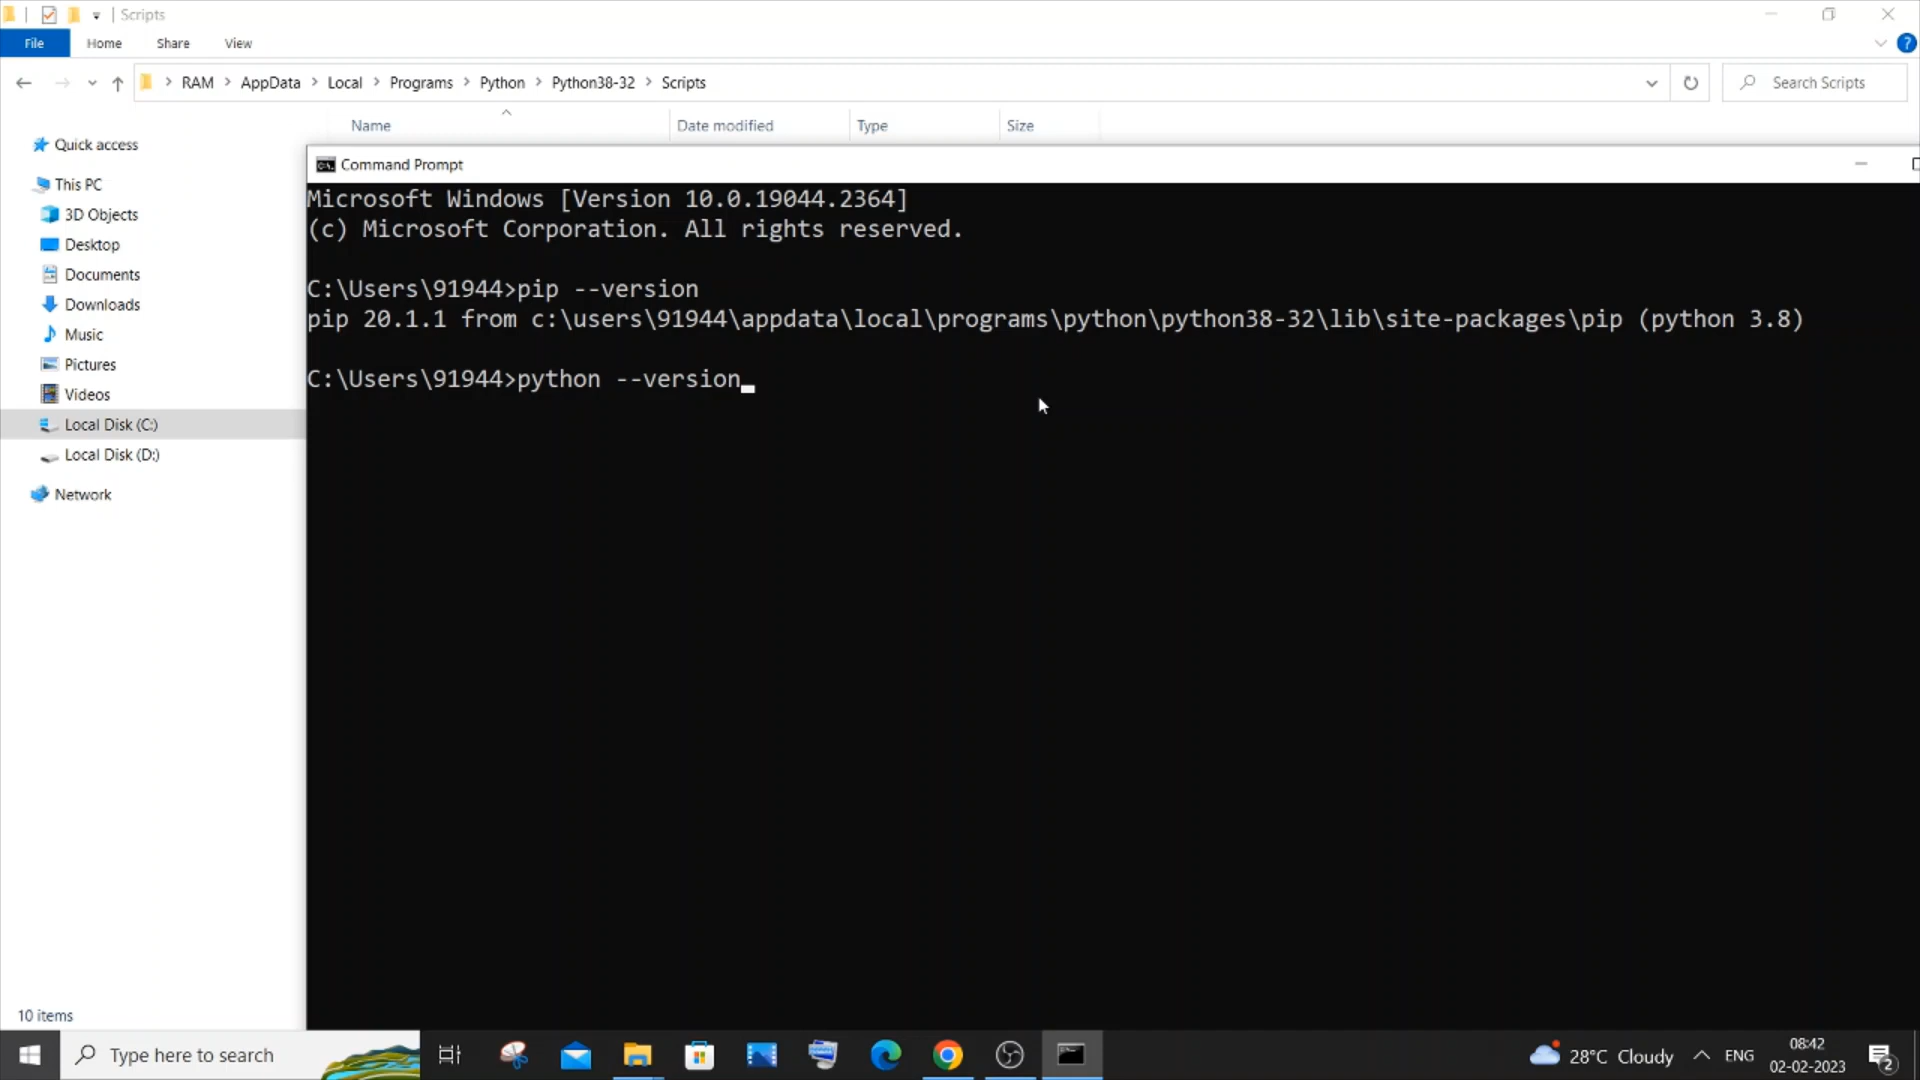 Scripts
File Home Share View
RAM AppData Local Programs Python Python38-32 Scripts
Search Scripts
Name Date modified Type Size
Quick access
This PC
3D Objects
Desktop
Documents
Downloads
Music
Pictures
Videos
Local Disk (C:)
Local Disk (D:)
Network
10 items
Command Prompt
Microsoft Windows [Version 10.0.19044.2364]
(c) Microsoft Corporation. All rights reserved.
C:\Users\91944>pip --version
pip 20.1.1 from c:\users\91944\appdata\local\programs\python\python38-32\lib\site-packages\pip (python 3.8)
C:\Users\91944>python --version
Type here to search
28°C Cloudy
ENG
08:42
02-02-2023
2